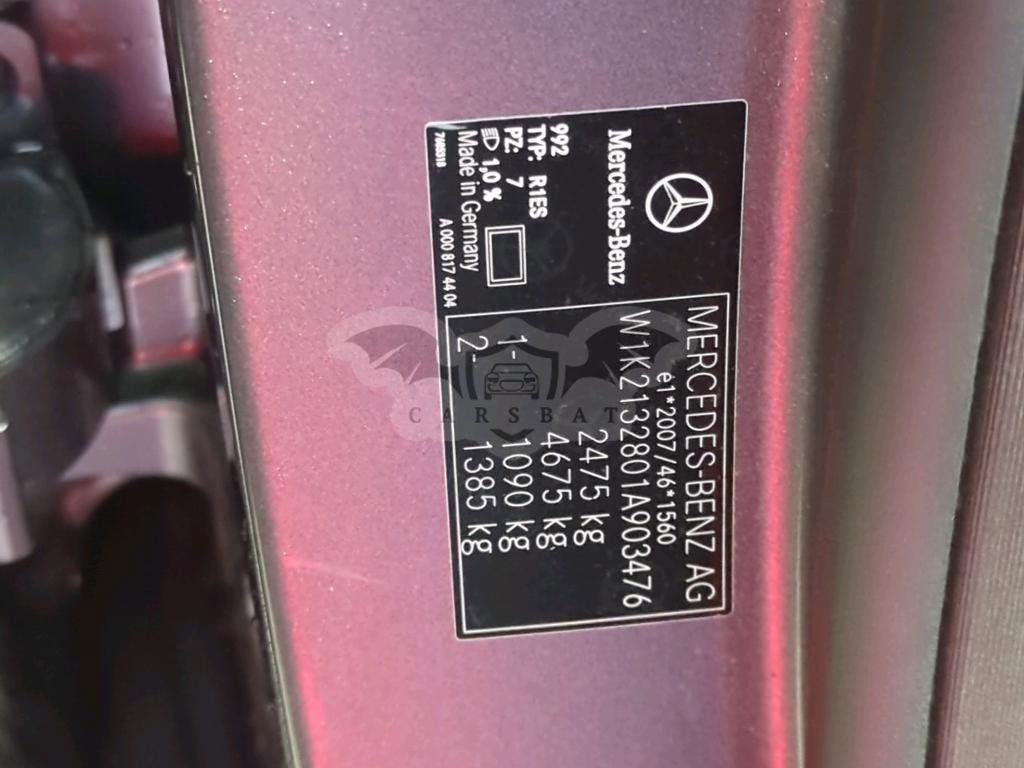 Mercedes-Benz
992
TYP: R1ES
PZ: 7
1,0 %
Made in Germany
7885318
A 000 817 44 04
MERCEDES-BENZ AG
e1*2007/46*1560
W1K2132801A903476
2475 kg
4675 kg
1- 1090 kg
2- 1385 kg
CARSBAT